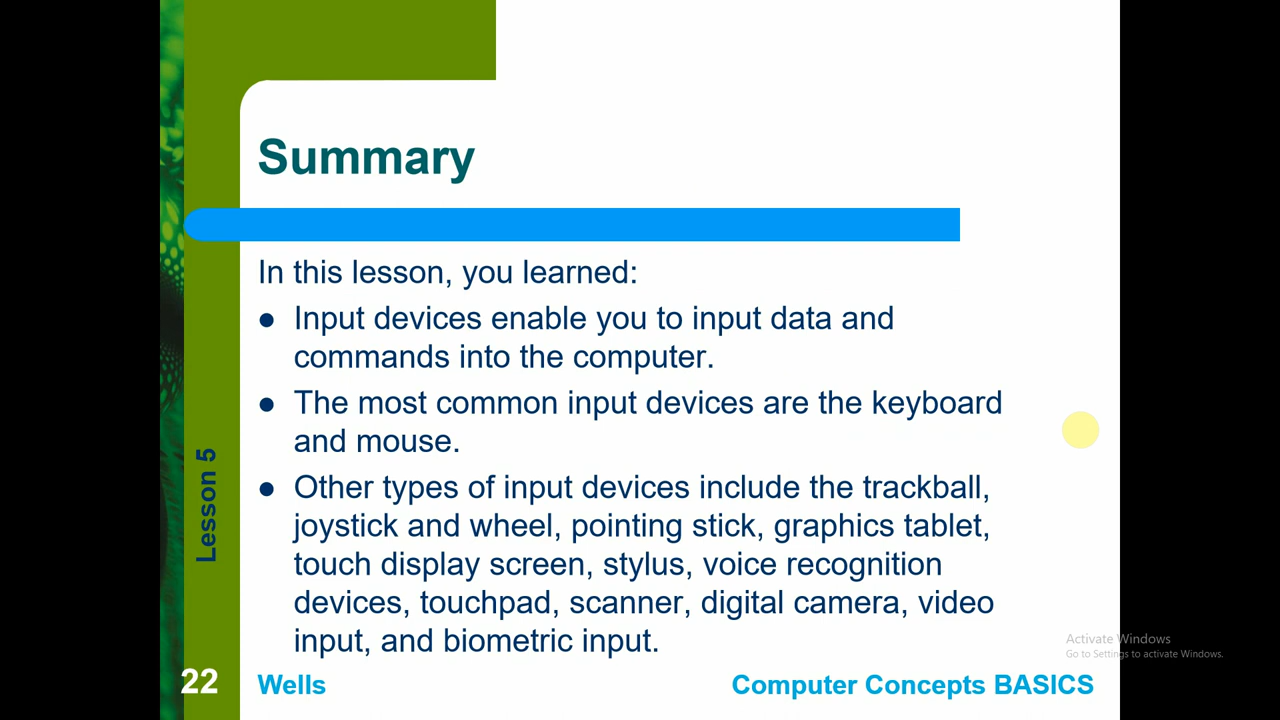 Summary
In this lesson, you learned:
● Input devices enable you to input data and
commands into the computer.
● The most common input devices are the keyboard
and mouse.
● Other types of input devices include the trackball,
joystick and wheel, pointing stick, graphics tablet,
touch display screen, stylus, voice recognition
devices, touchpad, scanner, digital camera, video
input, and biometric input.
Lesson 5
22
Wells
Computer Concepts BASICS
Activate Windows
Go to Settings to activate Windows.